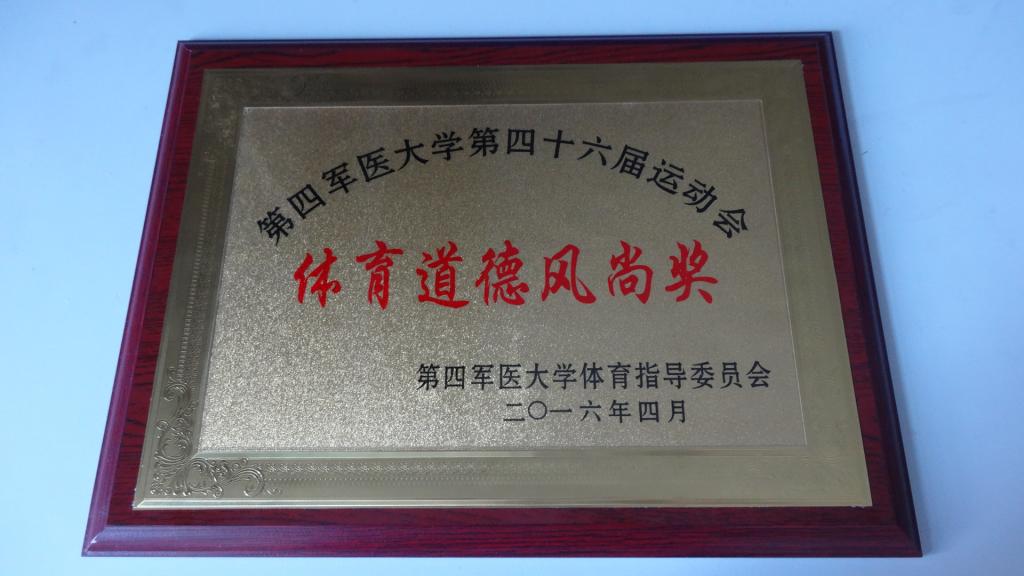 第四军医大学第四十六届运动会
体育道德风尚奖
第四军医大学体育指导委员会
二〇一六年四月